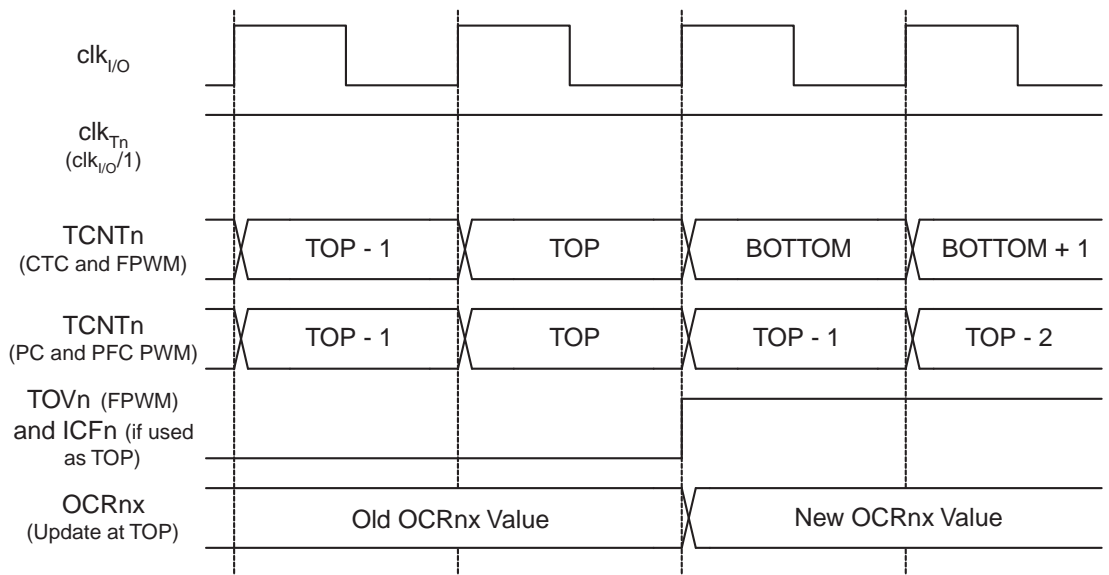 clkI/O
clkTn
(clkI/O/1)
TCNTn
(CTC and FPWM)
TOP - 1 TOP BOTTOM BOTTOM + 1
TCNTn
(PC and PFC PWM)
TOP - 1 TOP TOP - 1 TOP - 2
TOVn (FPWM)
and ICFn (if used
as TOP)
OCRnx
(Update at TOP)
Old OCRnx Value New OCRnx Value